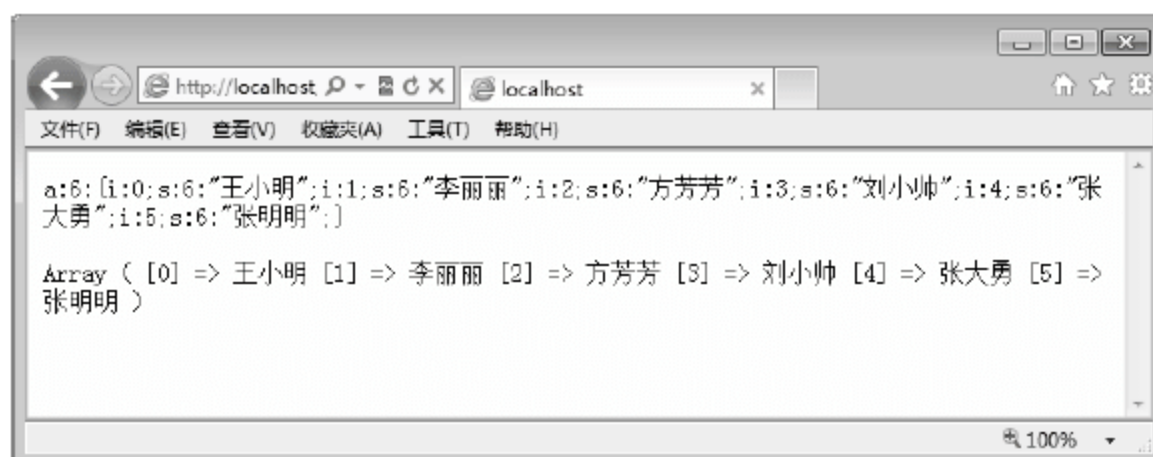 http://localhost
localhost
文件(F) 编辑(E) 查看(V) 收藏夹(A) 工具(T) 帮助(H)
a:6:{i:0;s:6:"王小明";i:1;s:6:"李丽丽";i:2;s:6:"方芳芳";i:3;s:6:"刘小帅";i:4;s:6:"张
大勇";i:5;s:6:"张明明";}
Array ( [0] => 王小明 [1] => 李丽丽 [2] => 方芳芳 [3] => 刘小帅 [4] => 张大勇 [5] =>
张明明 )
100%